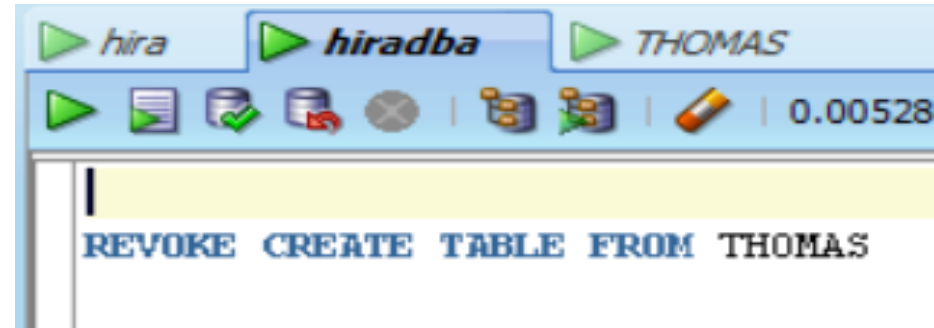 hira hiradba THOMAS
0.00528
REVOKE CREATE TABLE FROM THOMAS